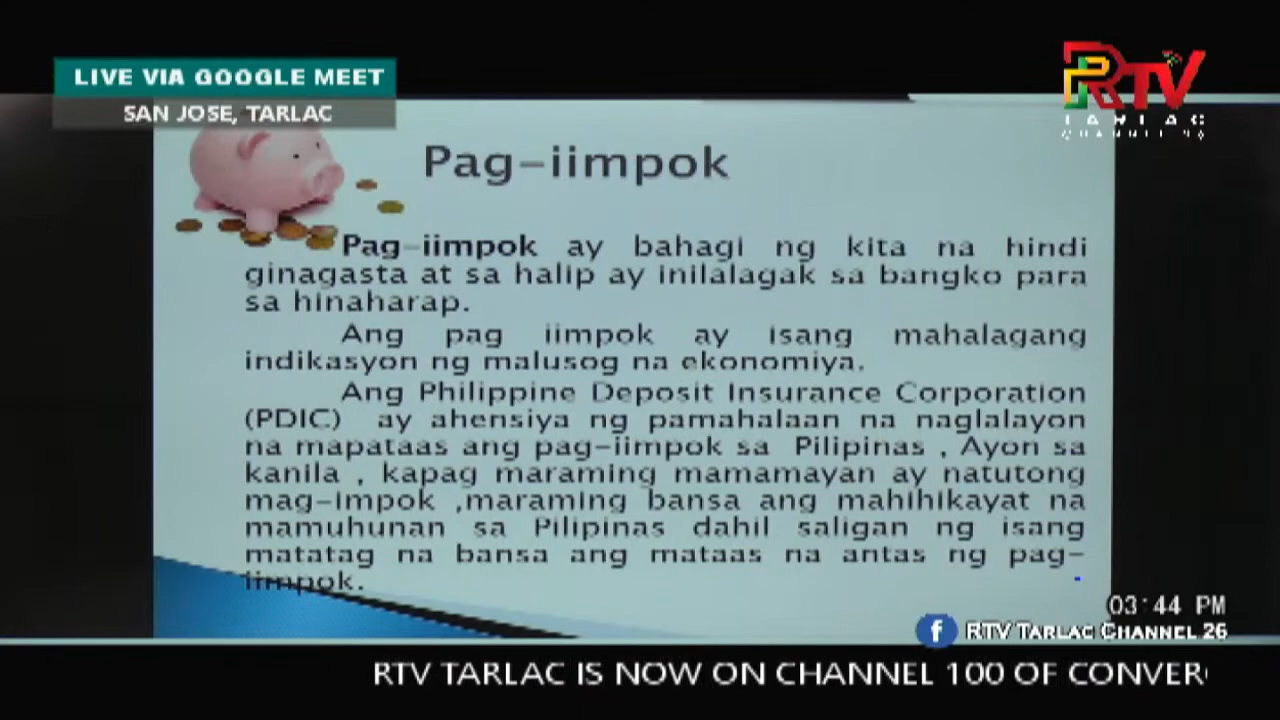 LIVE VIA GOOGLE MEET
SAN JOSE, TARLAC
RTV
TARLAC
CHANNEL 26
Pag-iimpok
Pag-iimpok ay bahagi ng kita na hindi
ginagasta at sa halip ay inilalagak sa bangko para
sa hinaharap.
Ang pag iimpok ay isang mahalagang
indikasyon ng malusog na ekonomiya.
Ang Philippine Deposit Insurance Corporation
(PDIC) ay ahensiya ng pamahalaan na naglalayon
na mapataas ang pag-iimpok sa Pilipinas , Ayon sa
kanila , kapag maraming mamamayan ay natutong
mag-impok ,maraming bansa ang mahihikayat na
mamuhunan sa Pilipinas dahil saligan ng isang
matatag na bansa ang mataas na antas ng pag-
iimpok.
03:44 PM
f RTV TARLAC CHANNEL 26
RTV TARLAC IS NOW ON CHANNEL 100 OF CONVER